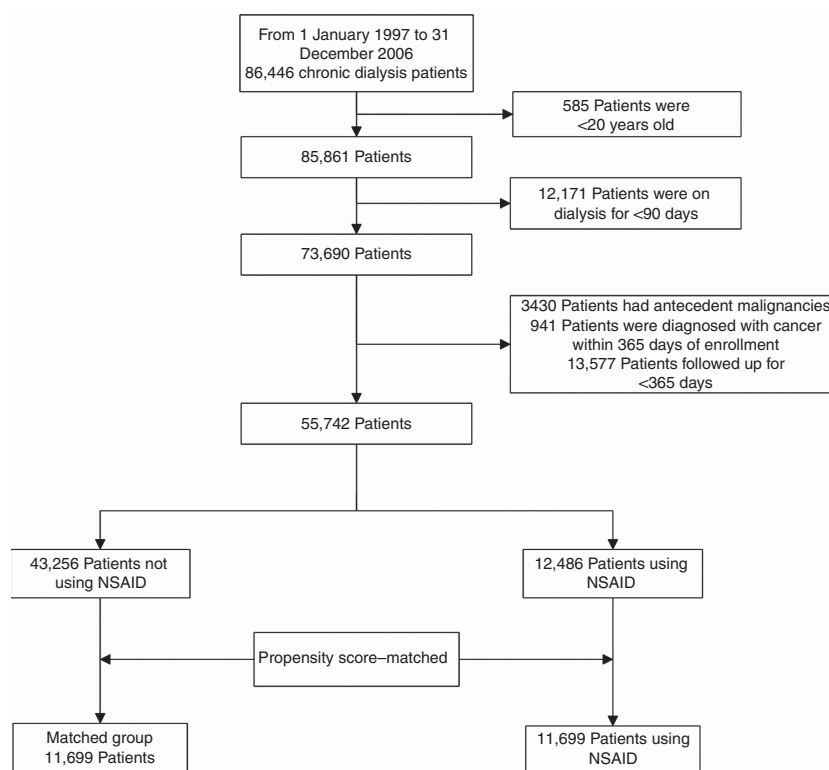 From 1 January 1997 to 31
December 2006
86,446 chronic dialysis patients
585 Patients were
<20 years old
85,861 Patients
12,171 Patients were on
dialysis for <90 days
73,690 Patients
3430 Patients had antecedent malignancies
941 Patients were diagnosed with cancer
within 365 days of enrollment
13,577 Patients followed up for
<365 days
55,742 Patients
43,256 Patients not
using NSAID
12,486 Patients using
NSAID
Propensity score–matched
Matched group
11,699 Patients
11,699 Patients using
NSAID